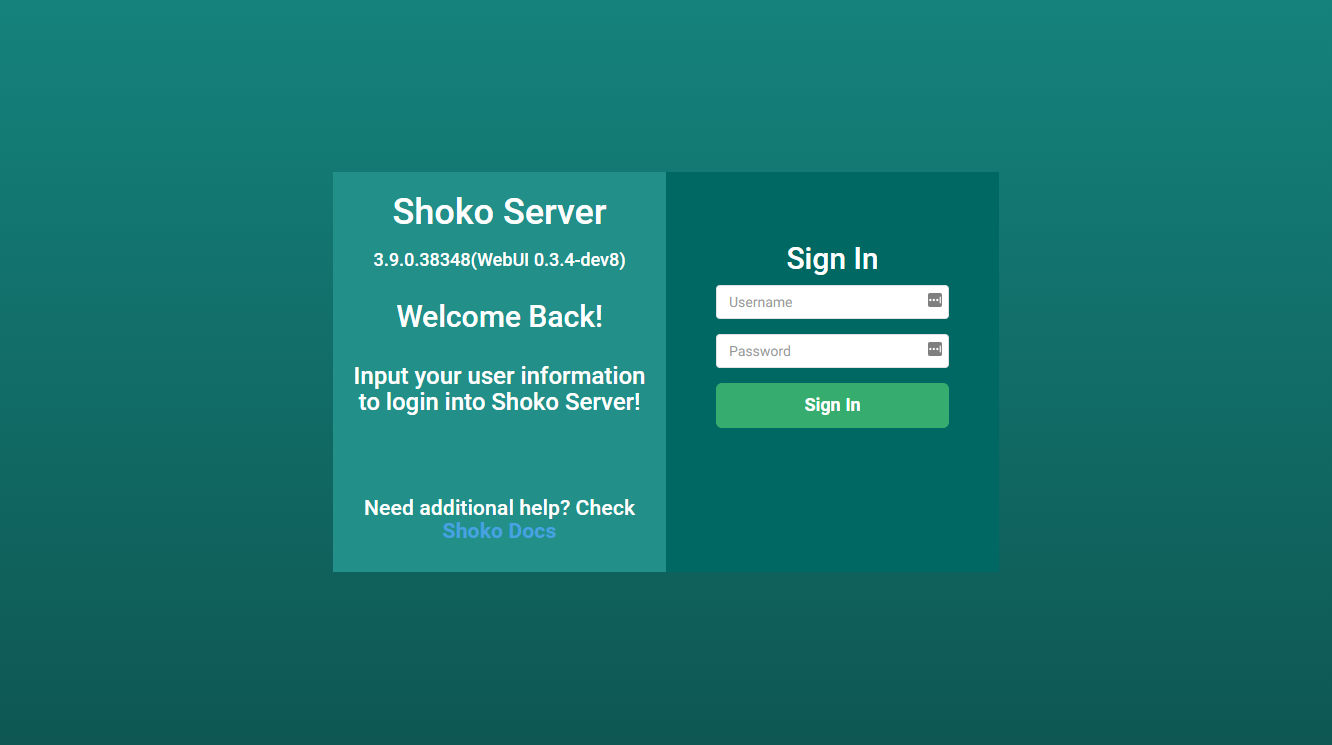 Shoko Server
3.9.0.38348(WebUI 0.3.4-dev8)
Welcome Back!
Input your user information
to login into Shoko Server!
Need additional help? Check
Shoko Docs
Sign In
Username
Password
Sign In